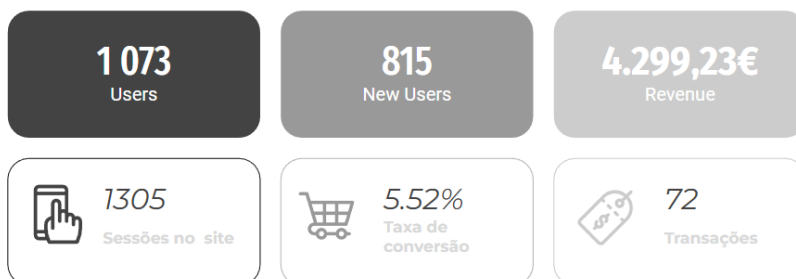 1 073
Users
815
New Users
4.299,23€
Revenue
1305
Sessões no site
5.52%
Taxa de
conversão
72
Transações